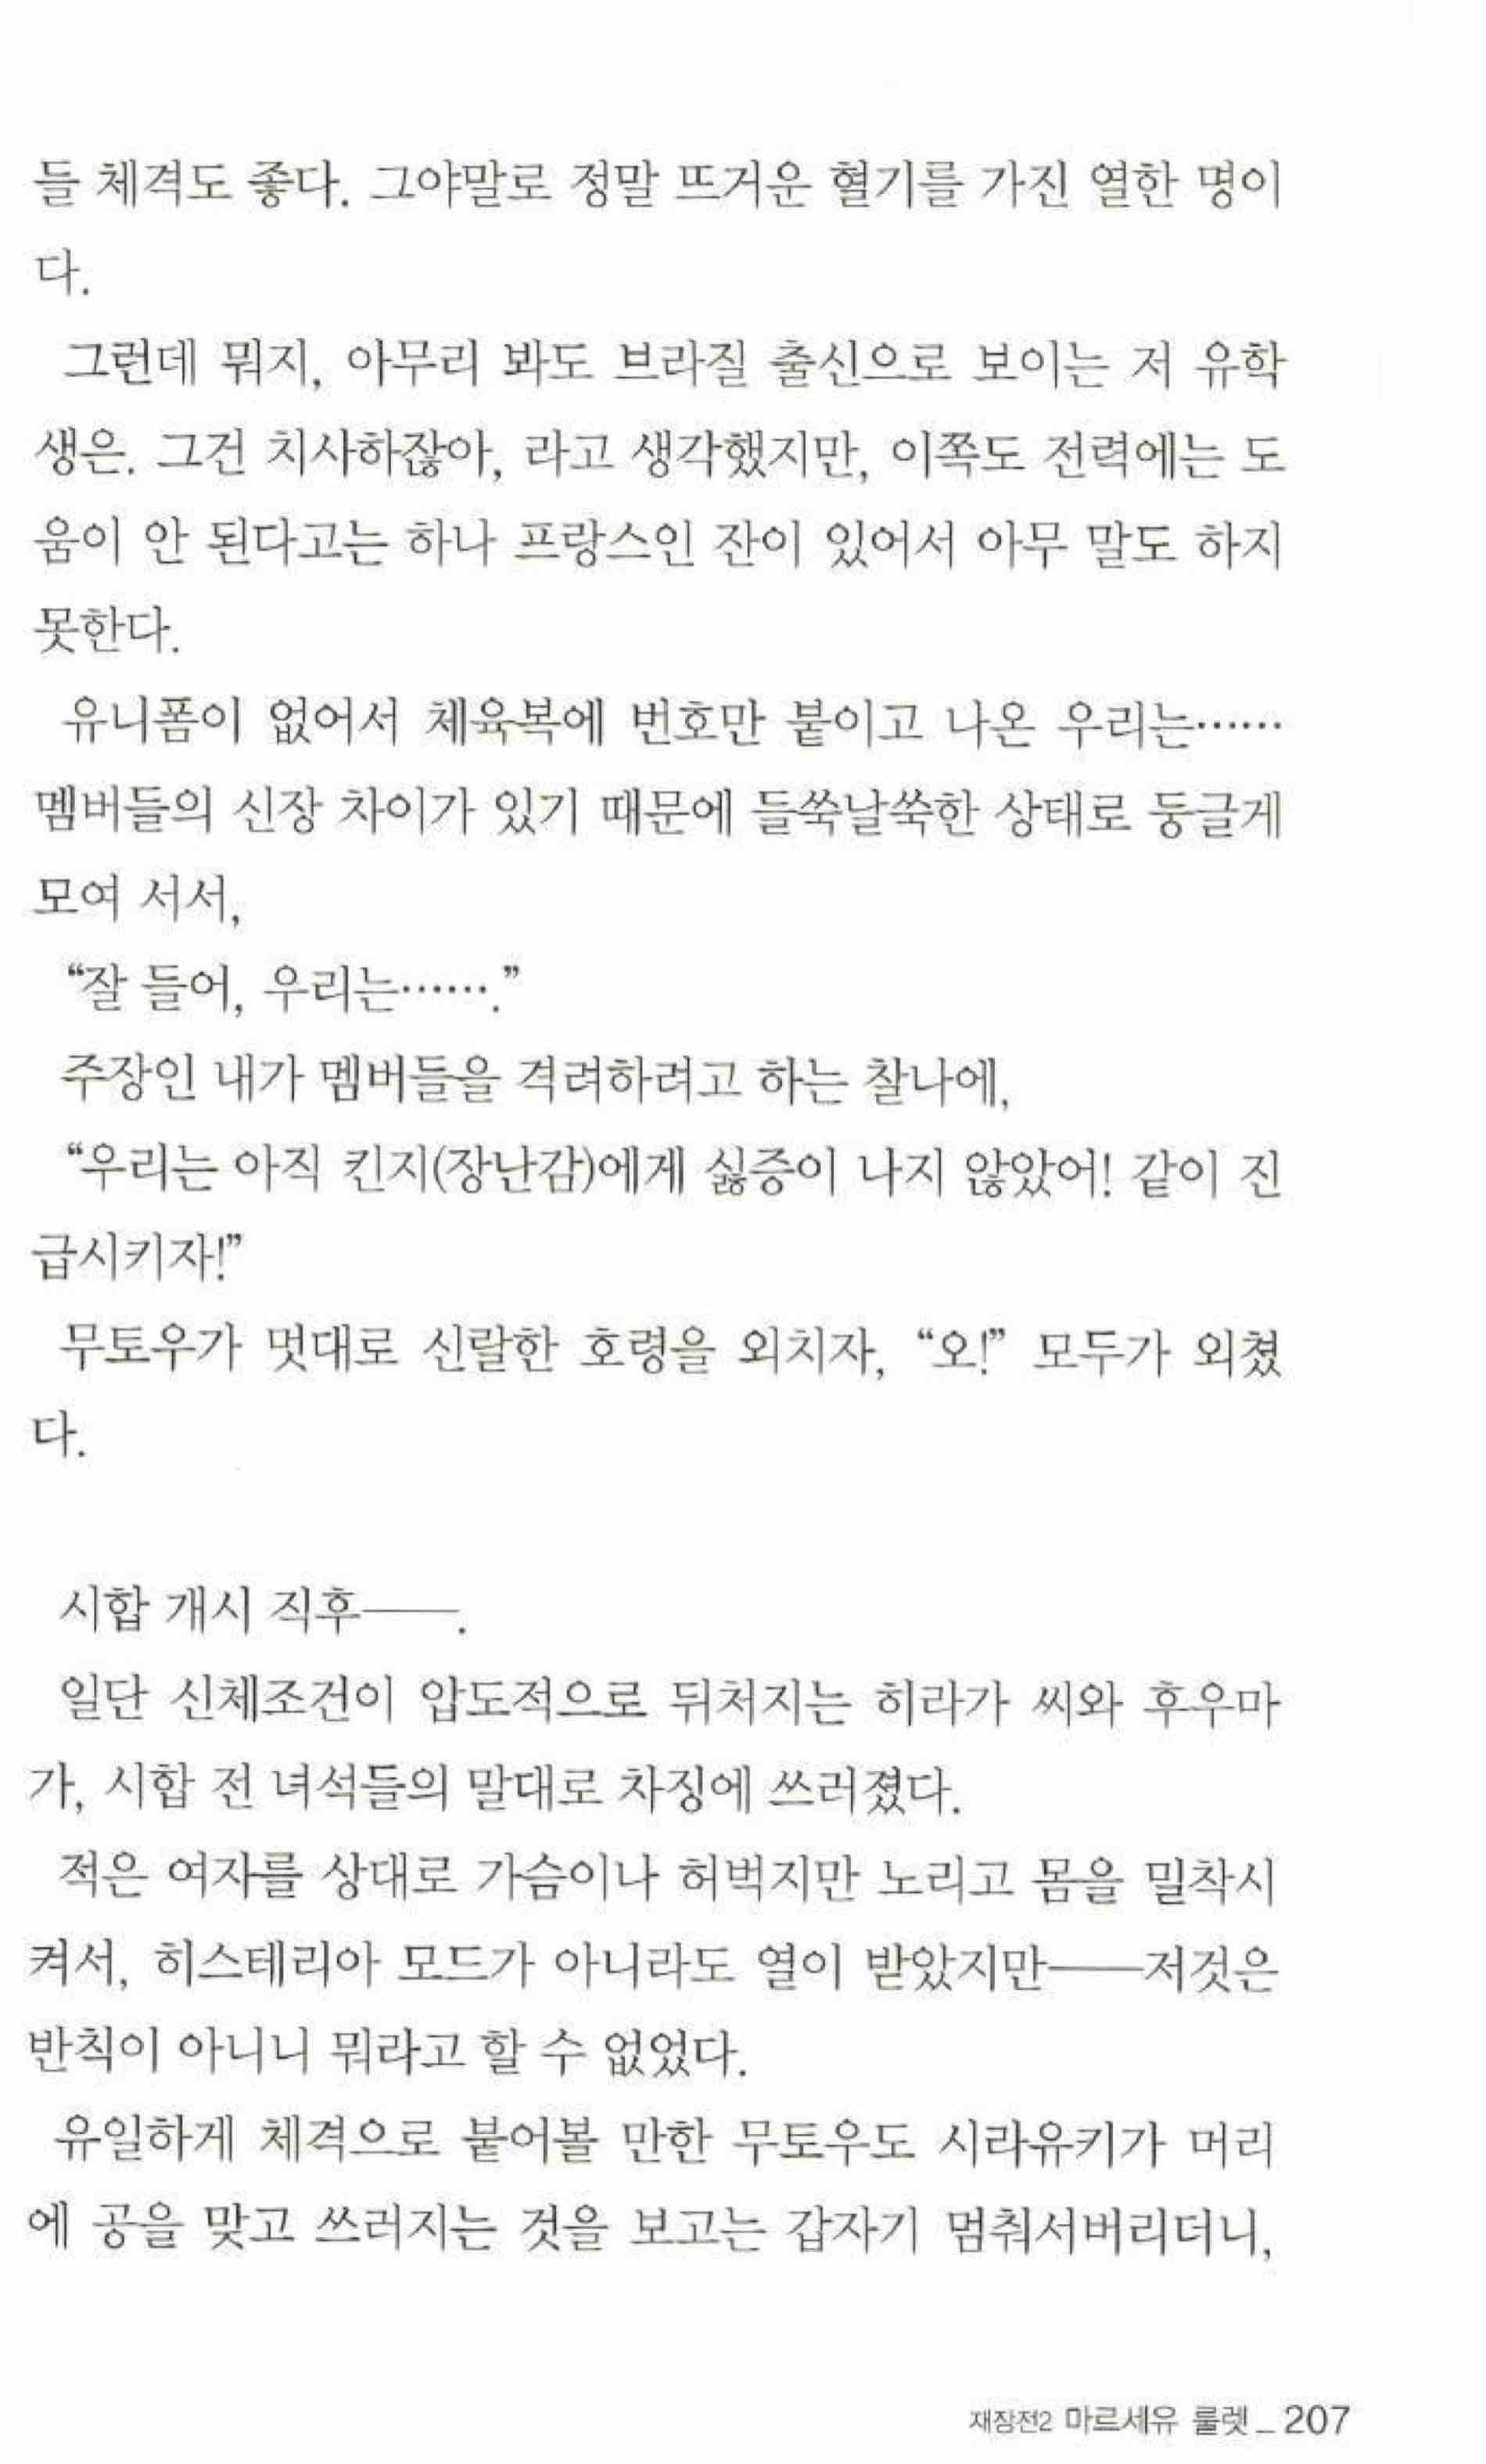 들 체격도 좋다. 그야말로 정말 뜨거운 혈기를 가진 열한 명이
다.
그런데 뭐지, 아무리 봐도 브라질 출신으로 보이는 저 유학
생은. 그건 치사하잖아, 라고 생각했지만, 이쪽도 전력에는 도
움이 안 된다고는 하나 프랑스인 잔이 있어서 아무 말도 하지
못한다.
유니폼이 없어서 체육복에 번호만 붙이고 나온 우리는……
멤버들의 신장 차이가 있기 때문에 들쑥날쑥한 상태로 둥글게
모여 서서,
“잘 들어, 우리는…….”
주장인 내가 멤버들을 격려하려고 하는 찰나에,
“우리는 아직 킨지(장난감)에게 싫증이 나지 않았어! 같이 진
급시키자!”
무토우가 멋대로 신랄한 호령을 외치자, “오!” 모두가 외쳤
다.
시합 개시 직후──.
일단 신체조건이 압도적으로 뒤처지는 히라가 씨와 후우마
가, 시합 전 녀석들의 말대로 차징에 쓰러졌다.
적은 여자를 상대로 가슴이나 허벅지만 노리고 몸을 밀착시
켜서, 히스테리아 모드가 아니라도 열이 받았지만──저것은
반칙이 아니니 뭐라고 할 수 없었다.
유일하게 체격으로 붙어볼 만한 무토우도 시라유키가 머리
에 공을 맞고 쓰러지는 것을 보고는 갑자기 멈춰서버리더니,
재장전2 마르세유 룰렛 _ 207